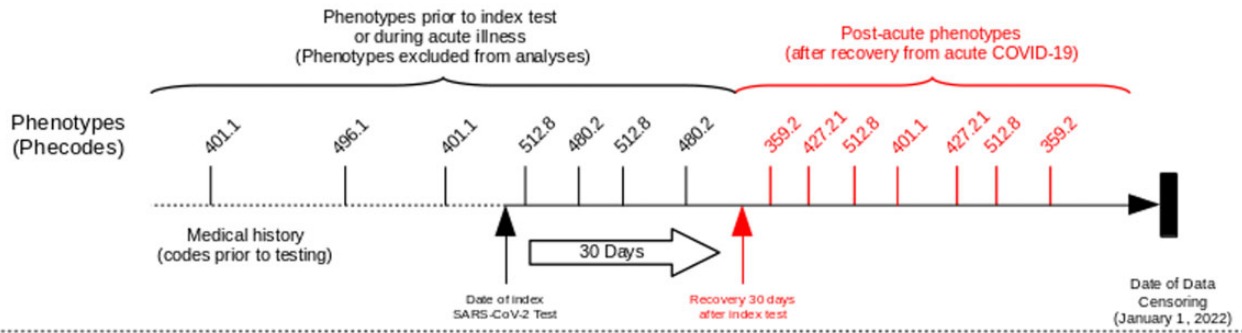 Phenotypes prior to index test
or during acute illness
(Phenotypes excluded from analyses)
Post-acute phenotypes
(after recovery from acute COVID-19)
Phenotypes
(Phecodes)
401.1
496.1
401.1
512.8
480.2
512.8
480.2
359.2
427.21
512.8
401.1
427.21
512.8
359.2
Medical history
(codes prior to testing)
30 Days
Date of index
SARS-CoV-2 Test
Recovery 30 days
after index test
Date of Data
Censoring
(January 1, 2022)